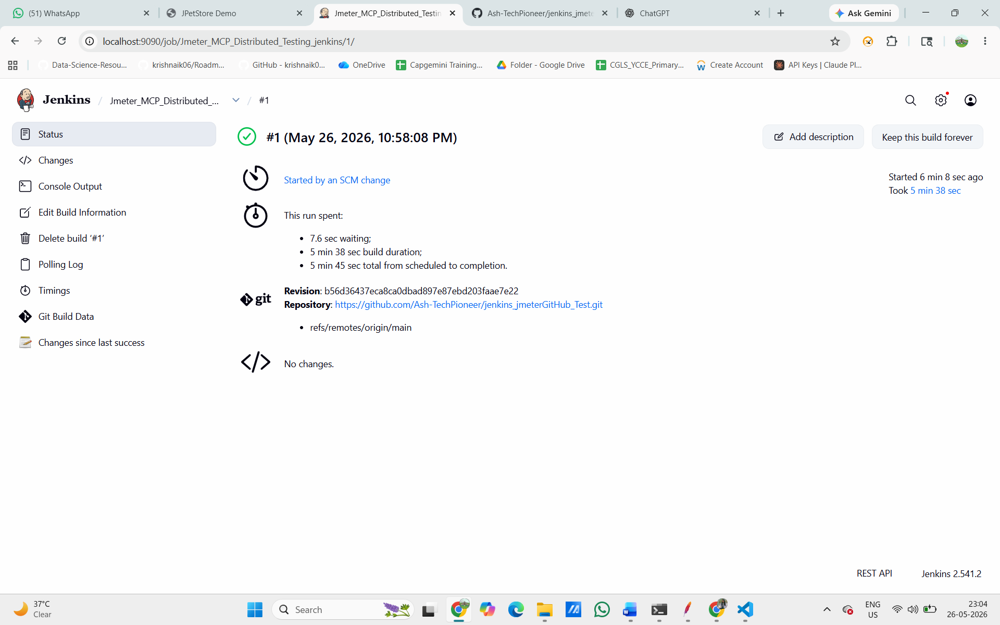 (51) WhatsApp
JPetStore Demo
Jmeter_MCP_Distributed_Testin
Ash-TechPioneer/jenkins_jmete
ChatGPT
Ask Gemini
localhost:9090/job/Jmeter_MCP_Distributed_Testing_jenkins/1/
Data-Science-Resou...
krishnaik06/Roadm...
GitHub - krishnaik0...
OneDrive
Capgemini Training...
Folder - Google Drive
CGLS_YCCE_Primary...
Create Account
API Keys | Claude Pl...
Jenkins / Jmeter_MCP_Distributed_... / #1
Status
Changes
Console Output
Edit Build Information
Delete build ‘#1’
Polling Log
Timings
Git Build Data
Changes since last success
#1 (May 26, 2026, 10:58:08 PM)
Add description
Keep this build forever
Started by an SCM change
Started 6 min 8 sec ago
Took 5 min 38 sec
This run spent:
• 7.6 sec waiting;
• 5 min 38 sec build duration;
• 5 min 45 sec total from scheduled to completion.
git
Revision: b56d36437eca8ca0dbad897e87ebd203faae7e22
Repository: https://github.com/Ash-TechPioneer/jenkins_jmeterGitHub_Test.git
• refs/remotes/origin/main
No changes.
REST API
Jenkins 2.541.2
37°C
Clear
Search
ENG
US
23:04
26-05-2026